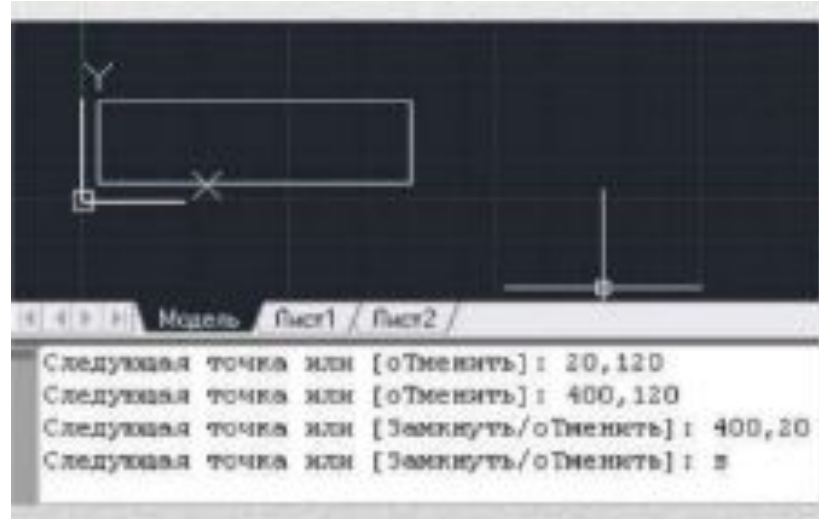 Y
X
Модель / Лист1 / Лист2 /
Следующая точка или [оТменить]: 20,120
Следующая точка или [оТменить]: 400,120
Следующая точка или [Замкнуть/оТменить]: 400,20
Следующая точка или [Замкнуть/оТменить]: з